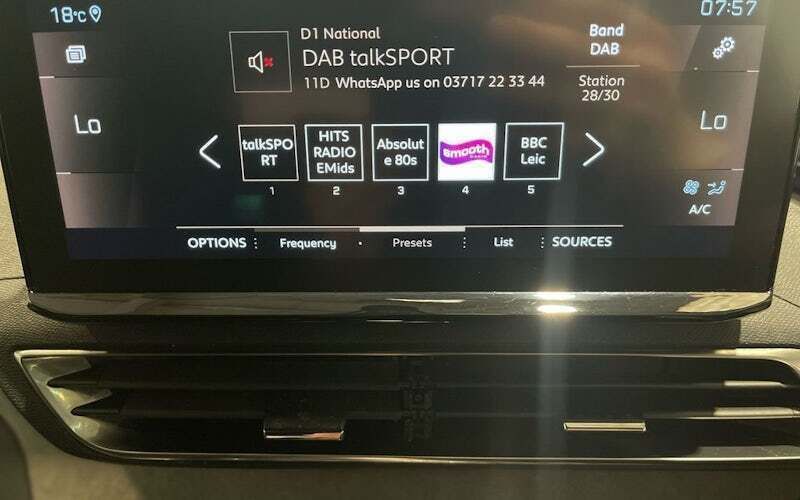 18°C
07:57
D1 National
DAB talkSPORT
11D WhatsApp us on 03717 22 33 44
Band
DAB
Station
28/30
Lo
Lo
talkSPO
RT
HITS
RADIO
EMids
Absolut
e 80s
smooth
BBC
Leic
1
2
3
4
5
A/C
OPTIONS
Frequency
Presets
List
SOURCES